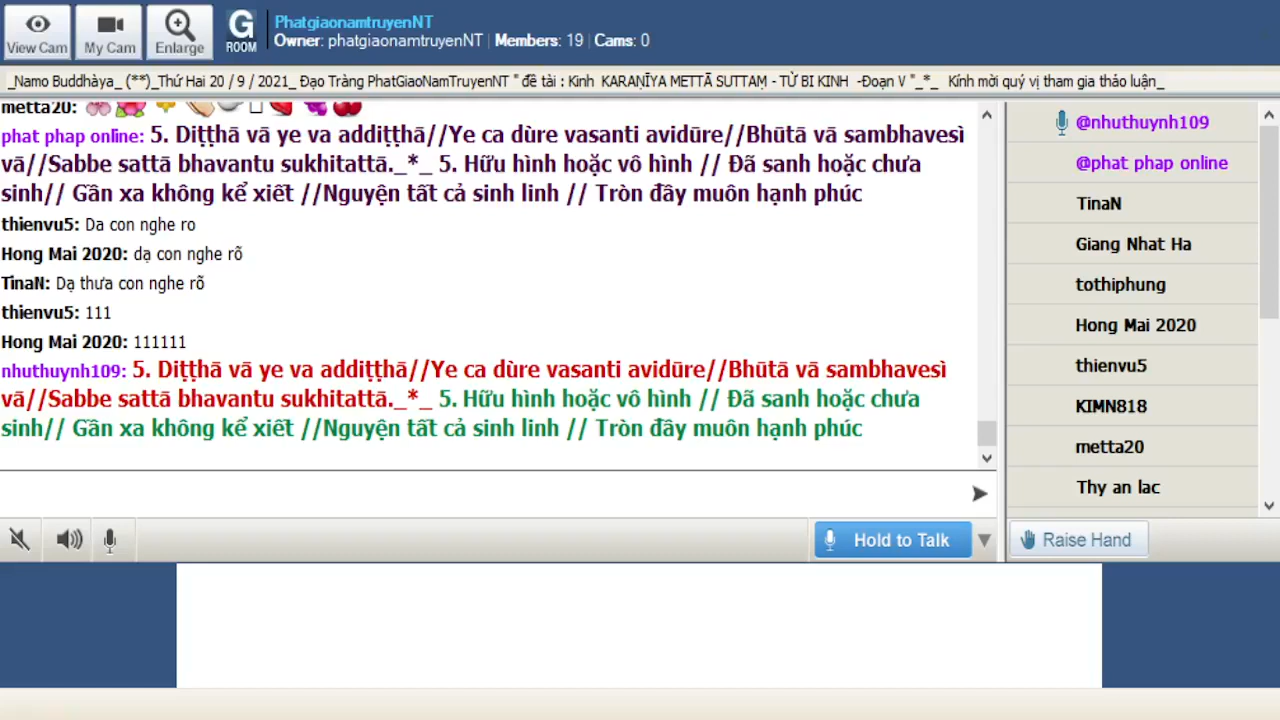 View Cam
My Cam
Enlarge
G
ROOM
PhatgiaonamtruyenNT
Owner: phatgiaonamtruyenNT | Members: 19 | Cams: 0
_Namo Buddhàya_ (**)_Thứ Hai 20 / 9 / 2021_ Đạo Tràng PhatGiaoNamTruyenNT " đề tài : Kinh KARAṆĪYA METTĀ SUTTAṂ - TỪ BI KINH -Đoạn V "_*_ Kính mời quý vị tham gia thảo luận_
metta20:
phat phap online: 5. Diṭṭhā vā ye va addiṭṭhā//Ye ca dùre vasanti avidūre//Bhūtā vā sambhavesì
vā//Sabbe sattā bhavantu sukhitattā._*_ 5. Hữu hình hoặc vô hình // Đã sanh hoặc chưa
sinh// Gần xa không kể xiết //Nguyện tất cả sinh linh // Tròn đầy muôn hạnh phúc
thienvu5: Da con nghe ro
Hong Mai 2020: dạ con nghe rõ
TinaN: Dạ thưa con nghe rõ
thienvu5: 111
Hong Mai 2020: 111111
nhuthuynh109: 5. Diṭṭhā vā ye va addiṭṭhā//Ye ca dùre vasanti avidūre//Bhūtā vā sambhavesì
vā//Sabbe sattā bhavantu sukhitattā._*_ 5. Hữu hình hoặc vô hình // Đã sanh hoặc chưa
sinh// Gần xa không kể xiết //Nguyện tất cả sinh linh // Tròn đầy muôn hạnh phúc
@nhuthuynh109
@phat phap online
TinaN
Giang Nhat Ha
tothiphung
Hong Mai 2020
thienvu5
KIMN818
metta20
Thy an lac
Hold to Talk
Raise Hand